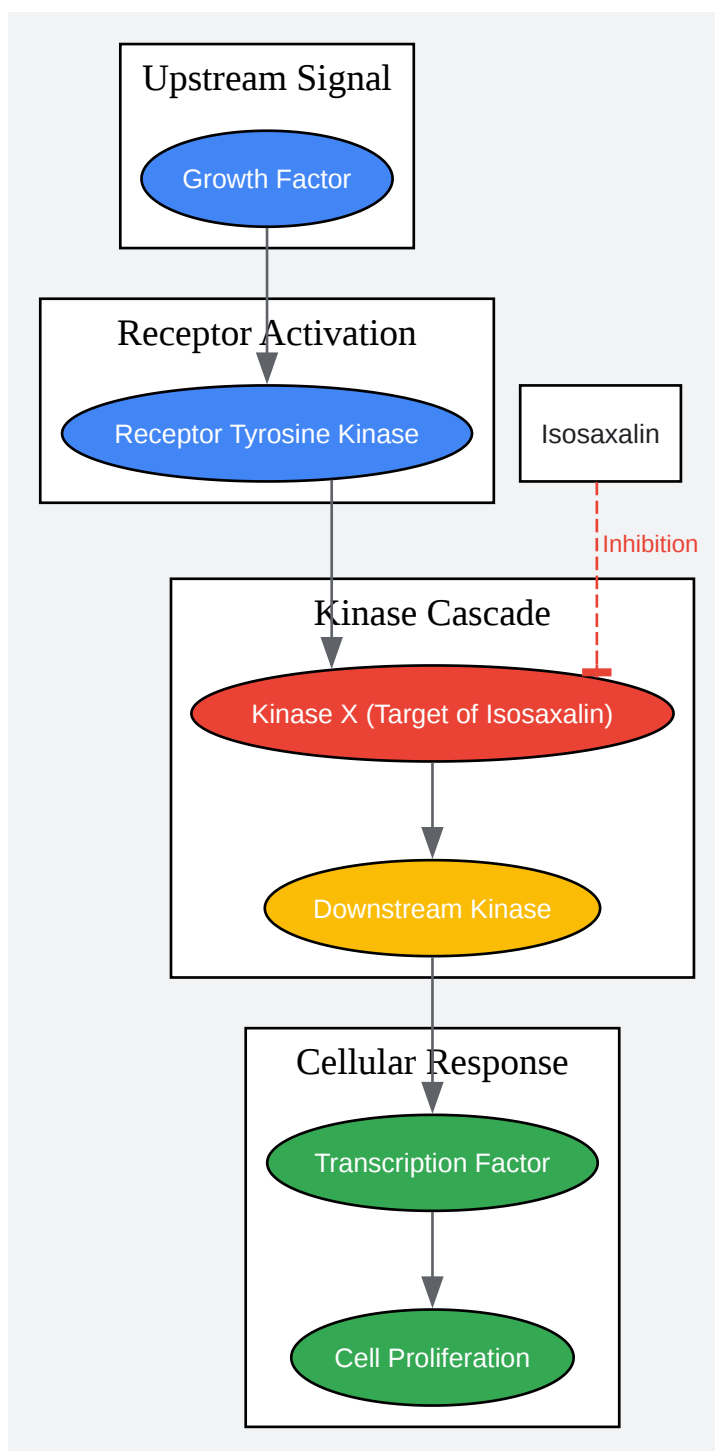 Upstream Signal
Growth Factor
Receptor Activation
Receptor Tyrosine Kinase
Isosaxalin
Inhibition
Kinase Cascade
Kinase X (Target of Isosaxalin)
Downstream Kinase
Cellular Response
Transcription Factor
Cell Proliferation